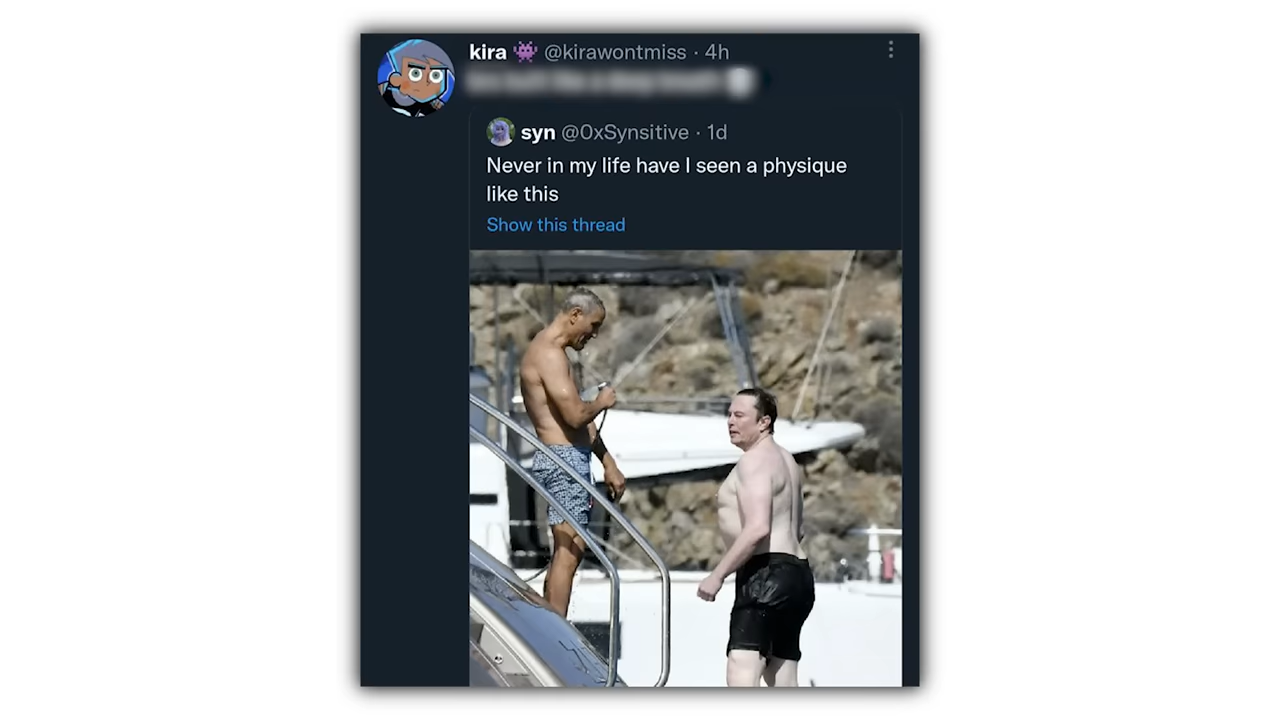 kira 👾 @kirawontmiss · 4h
syn @0xSynsitive · 1d
Never in my life have I seen a physique
like this
Show this thread